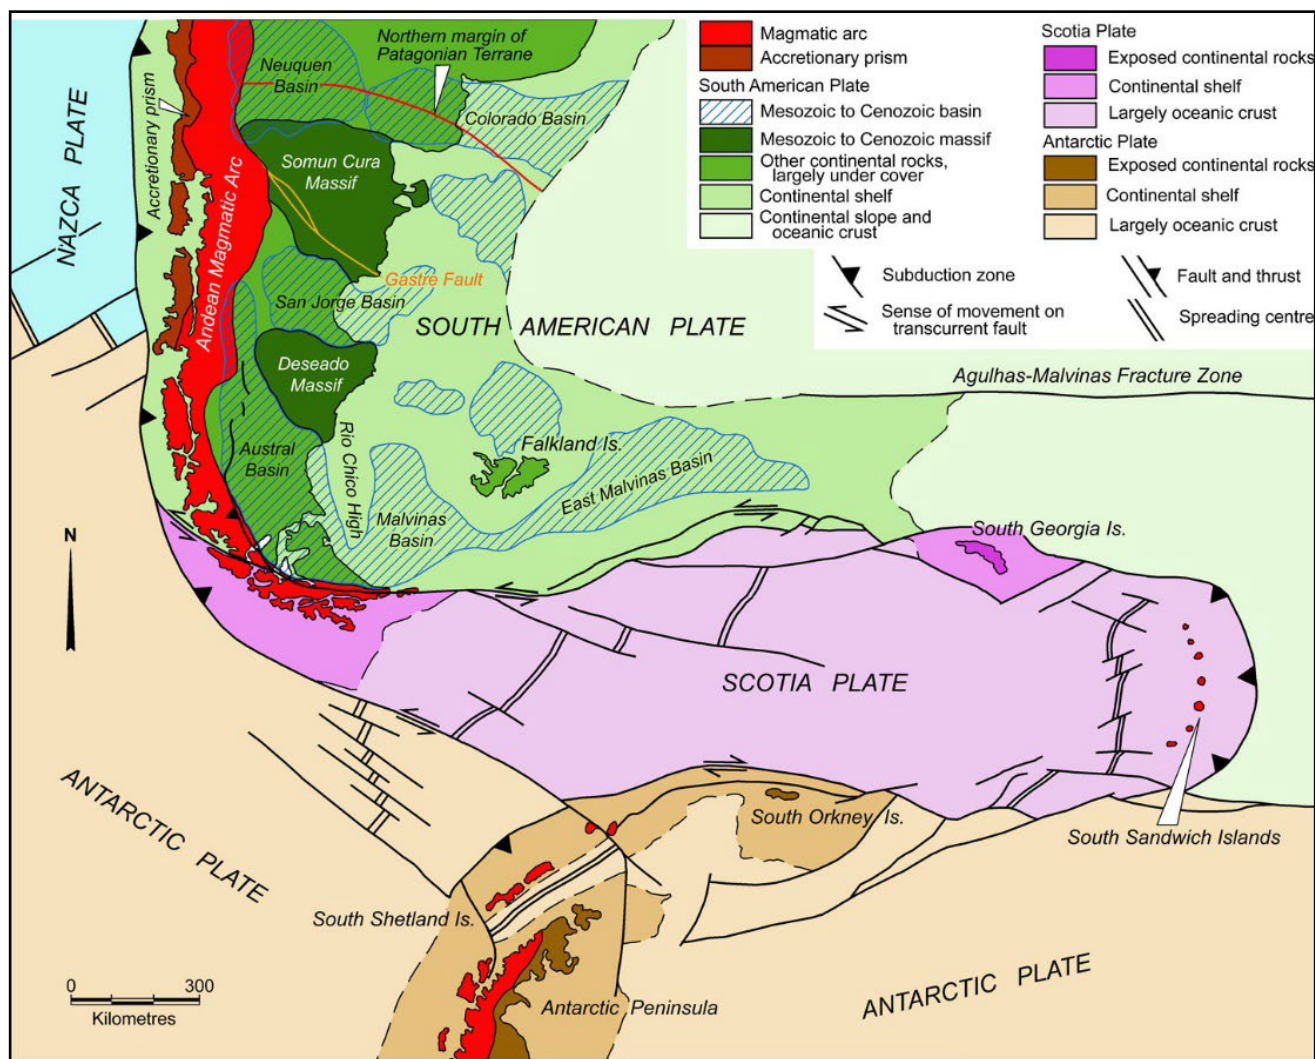 Magmatic arc
Accretionary prism
South American Plate
Mesozoic to Cenozoic basin
Mesozoic to Cenozoic massif
Other continental rocks,
largely under cover
Continental shelf
Continental slope and
oceanic crust
Scotia Plate
Exposed continental rocks
Continental shelf
Largely oceanic crust
Antarctic Plate
Exposed continental rocks
Continental shelf
Largely oceanic crust
Subduction zone
Fault and thrust
Sense of movement on
transcurrent fault
Spreading centre
Northern margin of
Patagonian Terrane
Neuquen
Basin
Colorado Basin
NAZCA PLATE
Accretionary prism
Andean Magmatic Arc
Somun Cura
Massif
Gastre Fault
San Jorge Basin
SOUTH AMERICAN PLATE
Deseado
Massif
Agulhas-Malvinas Fracture Zone
Austral
Basin
Rio Chico High
Falkland Is.
East Malvinas Basin
Malvinas
Basin
South Georgia Is.
N
SCOTIA PLATE
ANTARCTIC PLATE
South Orkney Is.
South Sandwich Islands
South Shetland Is.
Antarctic Peninsula
ANTARCTIC PLATE
0 300
Kilometres